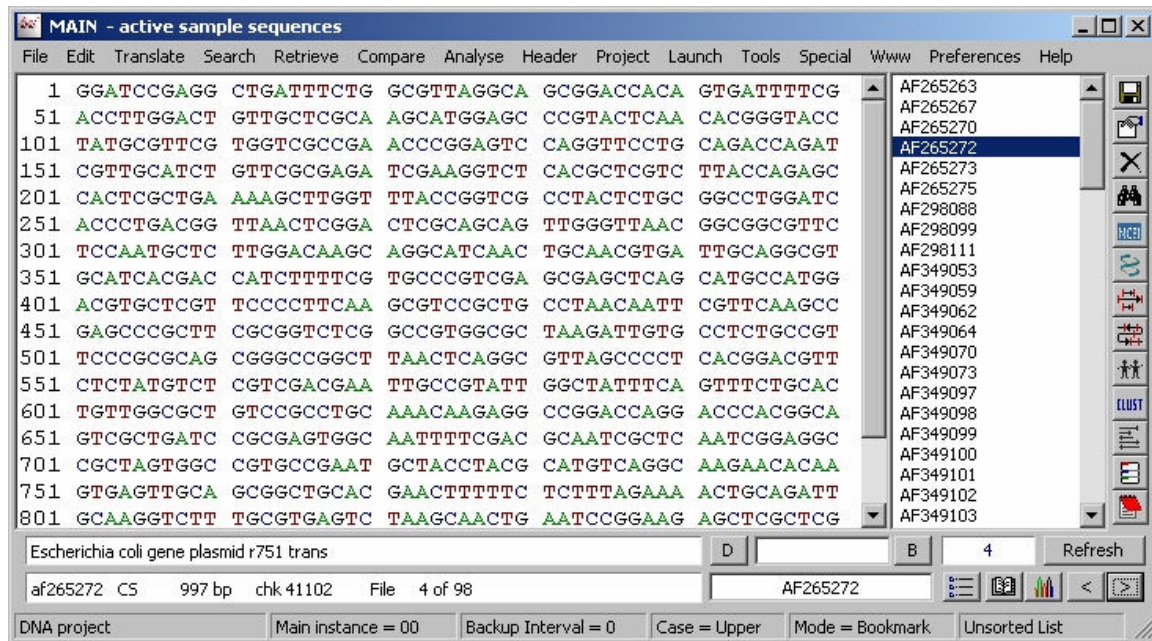 MAIN - active sample sequences
File Edit Translate Search Retrieve Compare Analyse Header Project Launch Tools Special Www Preferences Help
1 GGATCCGAGG CTGATTTCTG GCGTTAGGCA GCGGACCACA GTGATTTTCG
51 ACCTTGGACT GTTGCTCGCA AGCATGGAGC CCGTACTCAA CACGGGTACC
101 TATGCGTTCG TGGTCGCCGA ACCCGGAGTC CAGGTTCCTG CAGACCAGAT
151 CGTTGCATCT GTTCGCGAGA TCGAAGGTCT CACGCTCGTC TTACCAGAGC
201 CACTCGCTGA AAAGCTTGGT TTACCGGTCG CCTACTCTGC GGCCTGGATC
251 ACCCTGACGG TTAACTCGGA CTCGCAGCAG TTGGGTTAAC GGCGGCGTTC
301 TCCAATGCTC TTGGACAAGC AGGCATCAAC TGCAACGTGA TTGCAGGCGT
351 GCATCACGAC CATCTTTTCG TGCCCGTCGA GCGAGCTCAG CATGCCATGG
401 ACGTGCTCGT TCCCCTTCAA GCGTCCGCTG CCTAACAATT CGTTCAAGCC
451 GAGCCCGCTT CGCGGTCTCG GCCGTGGCGC TAAGATTGTG CCTCTGCCGT
501 TCCCGCGCAG CGGGCCGGCT TAACTCAGGC GTTAGCCCCT CACGGACGTT
551 CTCTATGTCT CGTCGACGAA TTGCCGTATT GGCTATTTCA GTTTCTGCAC
601 TGTTGGCGCT GTCCGCCTGC AAACAAGAGG CCGGACCAGG ACCCACGGCA
651 GTCGCTGATC CGCGAGTGGC AATTTTCGAC GCAATCGCTC AATCGGAGGC
701 CGCTAGTGGC CGTGCCGAAT GCTACCTACG CATGTCAGGC AAGAACACAA
751 GTGAGTTGCA GCGGCTGCAC GAACTTTTTC TCTTTAGAAA ACTGCAGATT
801 GCAAGGTCTT TGCGTGAGTC TAAGCAACTG AATCCGGAAG AGCTCGCTCG
AF265263
AF265267
AF265270
AF265272
AF265273
AF265275
AF298088
AF298099
AF298111
AF349053
AF349059
AF349062
AF349064
AF349070
AF349073
AF349097
AF349098
AF349099
AF349100
AF349101
AF349102
AF349103
NCBI
CLUST
Escherichia coli gene plasmid r751 trans D B 4 Refresh
af265272 CS 997 bp chk 41102 File 4 of 98 AF265272 < >
DNA project Main instance = 00 Backup Interval = 0 Case = Upper Mode = Bookmark Unsorted List